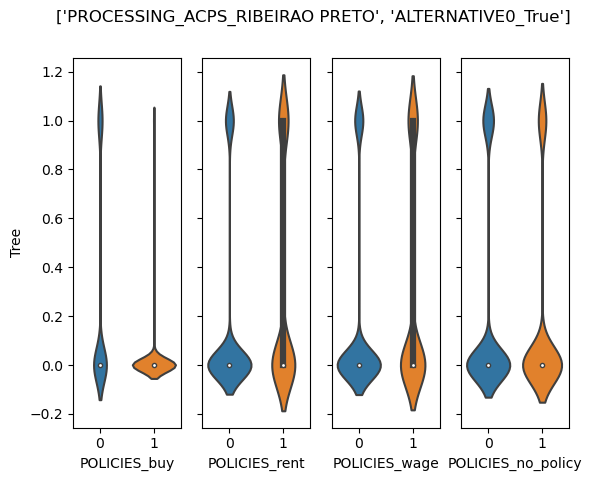 ['PROCESSING_ACPS_RIBEIRAO PRETO', 'ALTERNATIVE0_True']
Tree
1.2
1.0
0.8
0.6
0.4
0.2
0.0
−0.2
0 1 0 1 0 1 0 1
POLICIES_buy POLICIES_rent POLICIES_wage POLICIES_no_policy